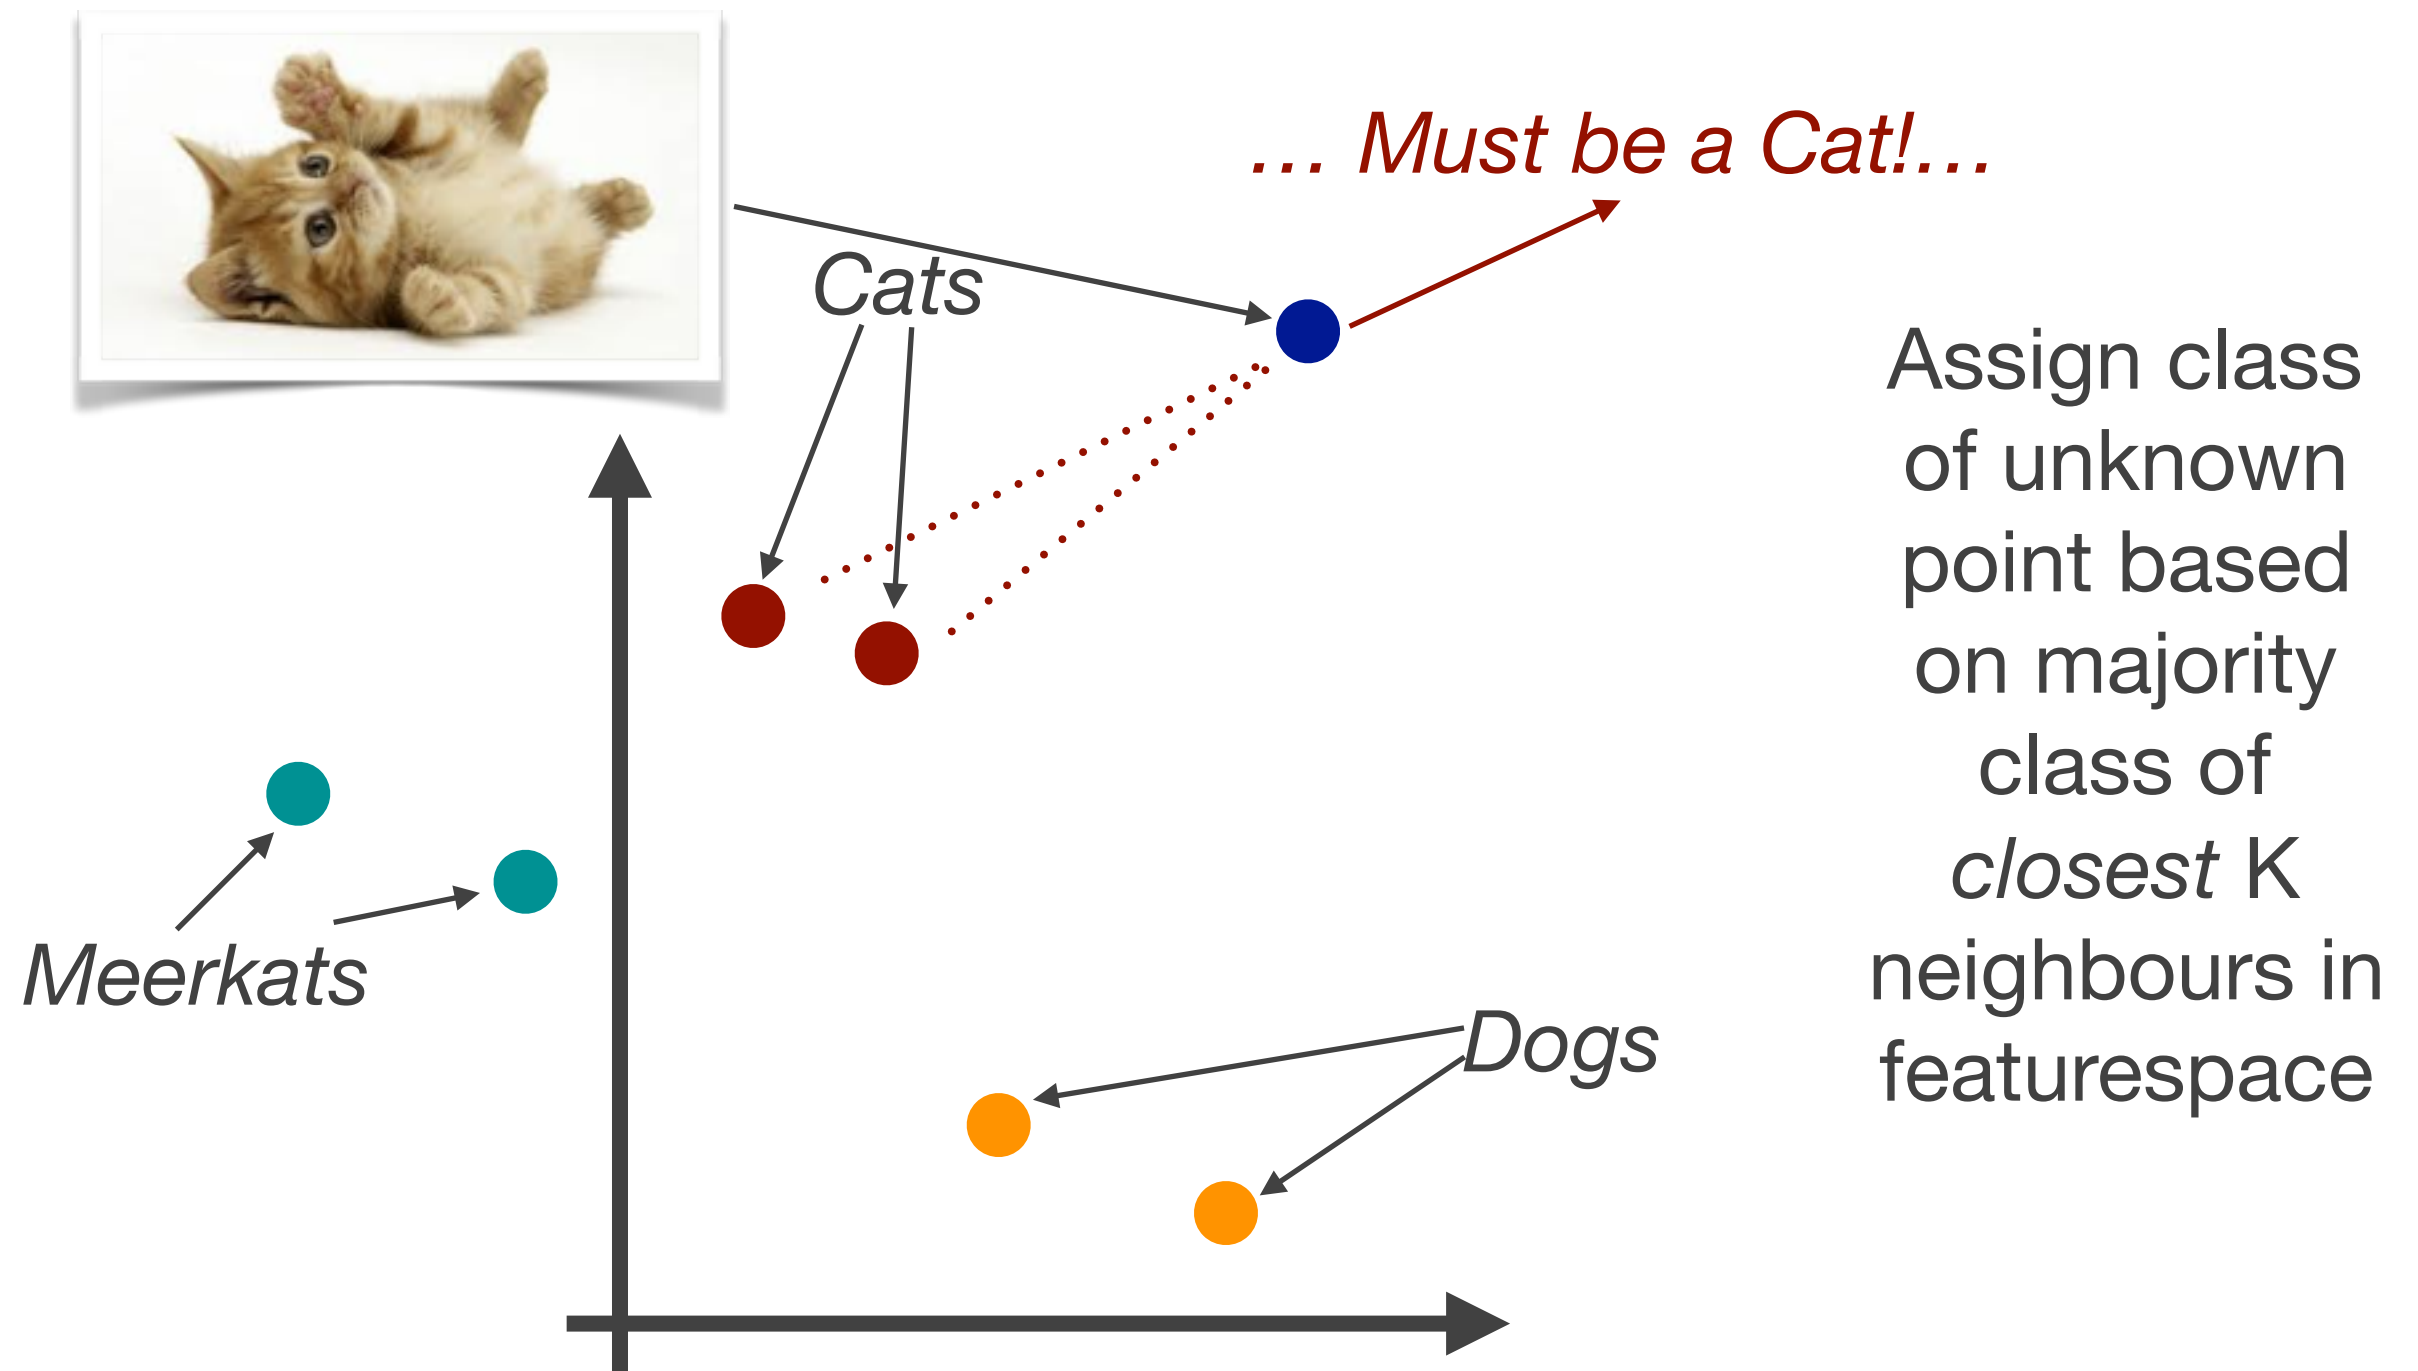 … Must be a Cat!…
Cats
Assign class
of unknown
point based
on majority
class of
closest K
neighbours in
featurespace
Meerkats
Dogs